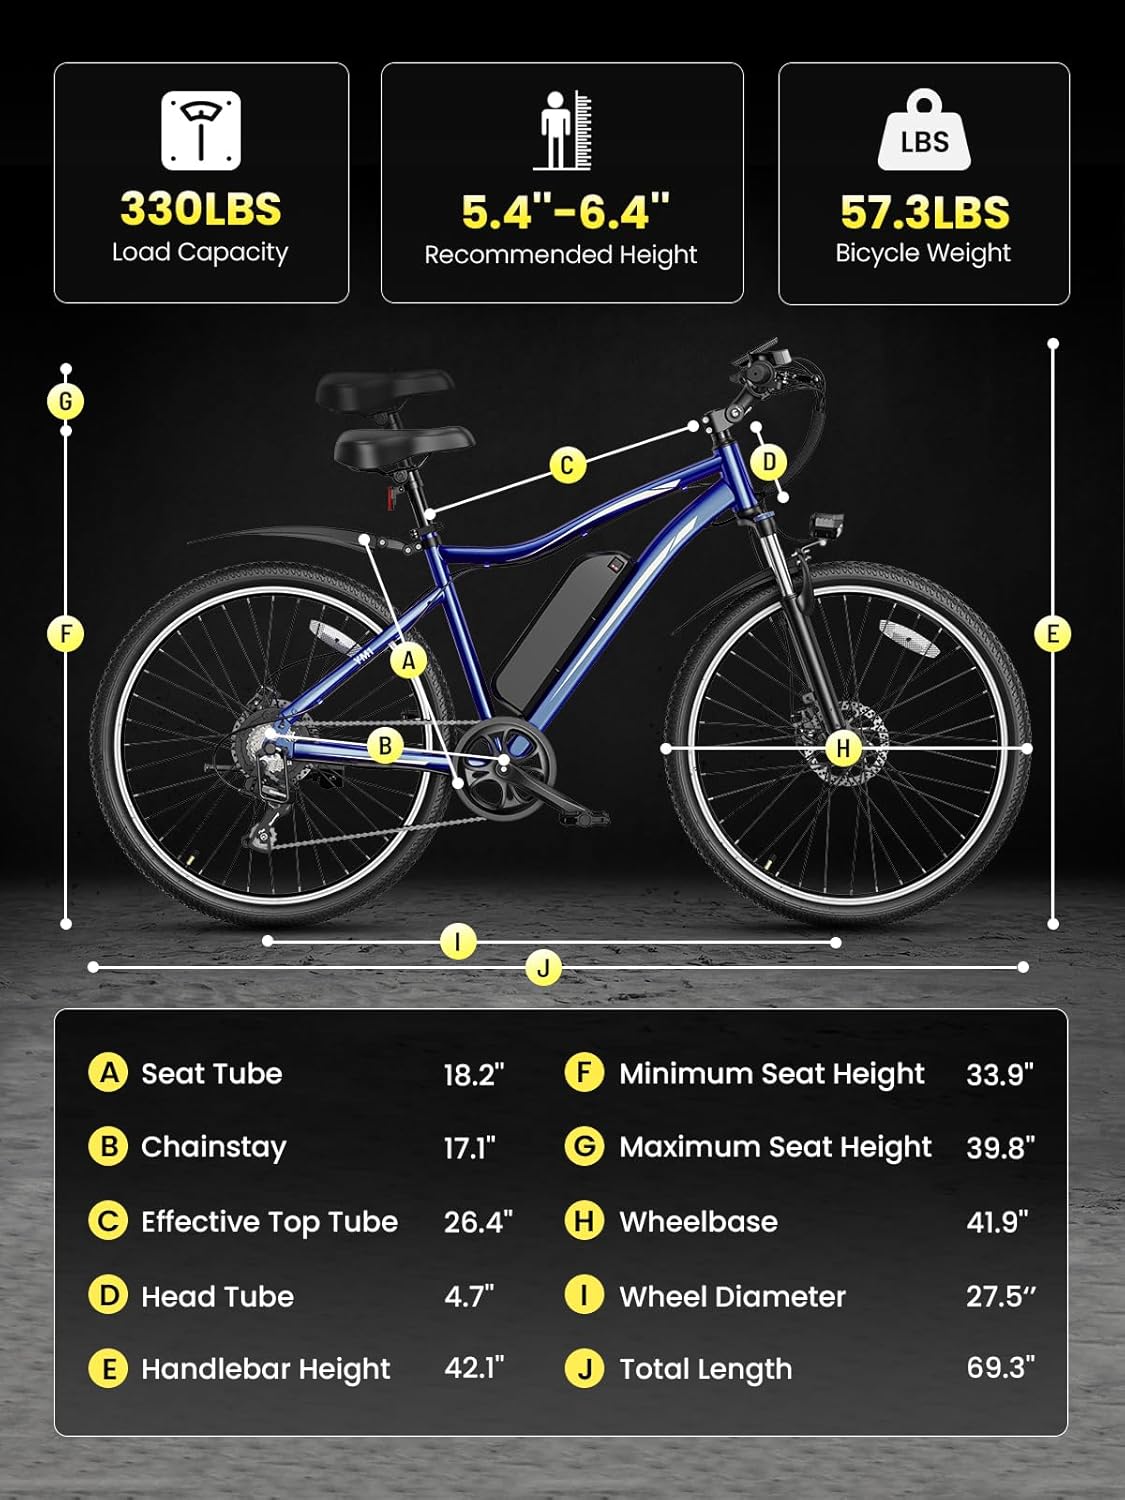 LBS
330LBS
Load Capacity
5.4"-6.4"
Recommended Height
57.3LBS
Bicycle Weight
G
C
D
F
E
A
YM1
B
H
I
J
A Seat Tube 18.2"
B Chainstay 17.1"
C Effective Top Tube 26.4"
D Head Tube 4.7"
E Handlebar Height 42.1"
F Minimum Seat Height 33.9"
G Maximum Seat Height 39.8"
H Wheelbase 41.9"
I Wheel Diameter 27.5‘’
J Total Length 69.3"